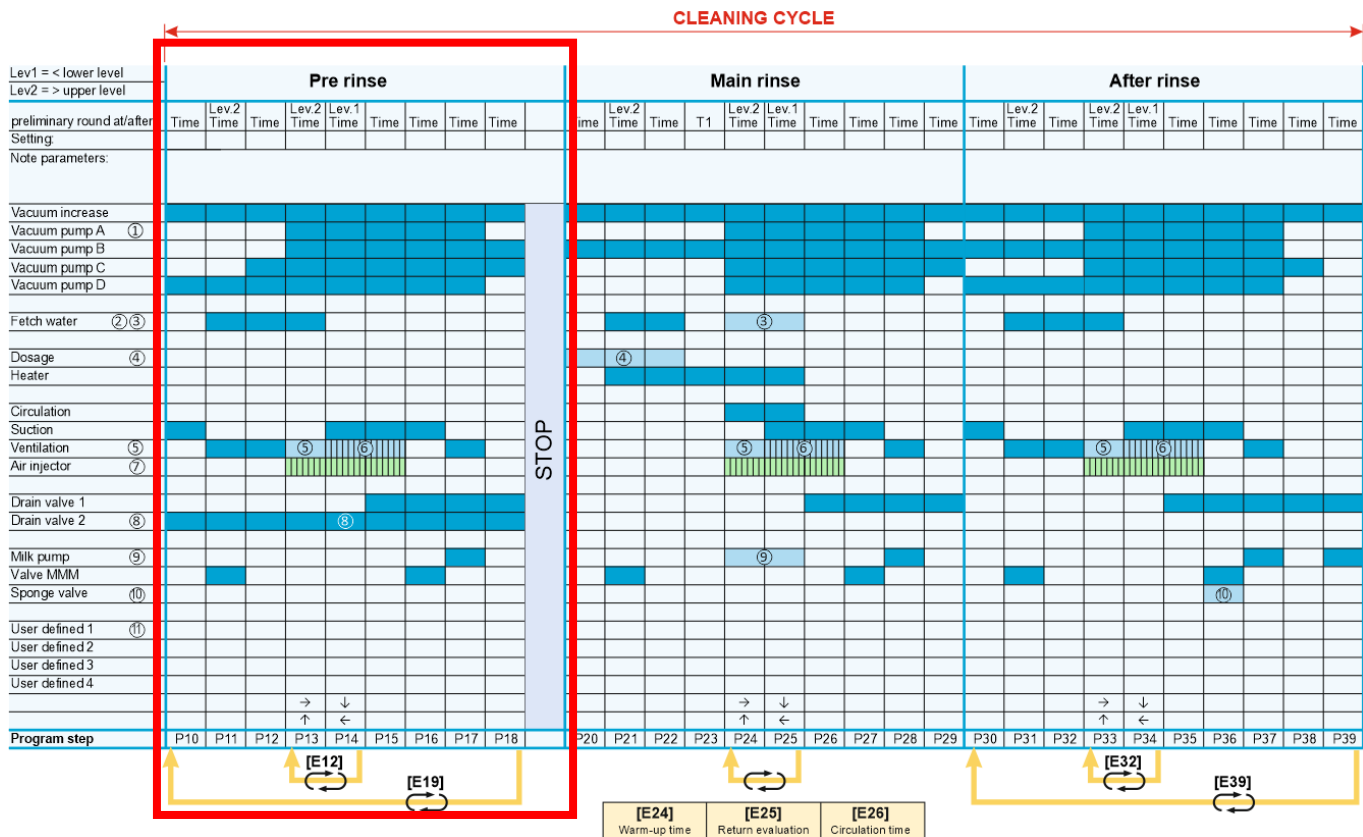 CLEANING CYCLE
Lev1 = < lower level
Lev2 = > upper level
Pre rinse Main rinse After rinse
Lev.2 Lev.2 Lev.1 Lev.2 Lev.2 Lev.1 Lev.2 Lev.2 Lev.1
preliminary round at/after Time Time Time Time Time Time Time Time Time Time Time Time T1 Time Time Time Time Time Time Time Time Time Time Time Time Time Time Time Time
Setting:
Note parameters:
Vacuum increase
Vacuum pump A ①
Vacuum pump B
Vacuum pump C
Vacuum pump D
Fetch water ②③ ③
Dosage ④ ④
Heater
Circulation
Suction
Ventilation ⑤ ⑤ ⑥ ⑤ ⑥ ⑤ ⑥
Air injector ⑦
STOP
Drain valve 1
Drain valve 2 ⑧ ⑧
Milk pump ⑨ ⑨
Valve MMM
Sponge valve ⑩ ⑩
User defined 1 ⑪
User defined 2
User defined 3
User defined 4
→ ↓ → ↓ → ↓
↑ ← ↑ ← ↑ ←
Program step P10 P11 P12 P13 P14 P15 P16 P17 P18 P20 P21 P22 P23 P24 P25 P26 P27 P28 P29 P30 P31 P32 P33 P34 P35 P36 P37 P38 P39
[E12] [E32]
[E19] [E39]
[E24] [E25] [E26]
Warm-up time Return evaluation Circulation time